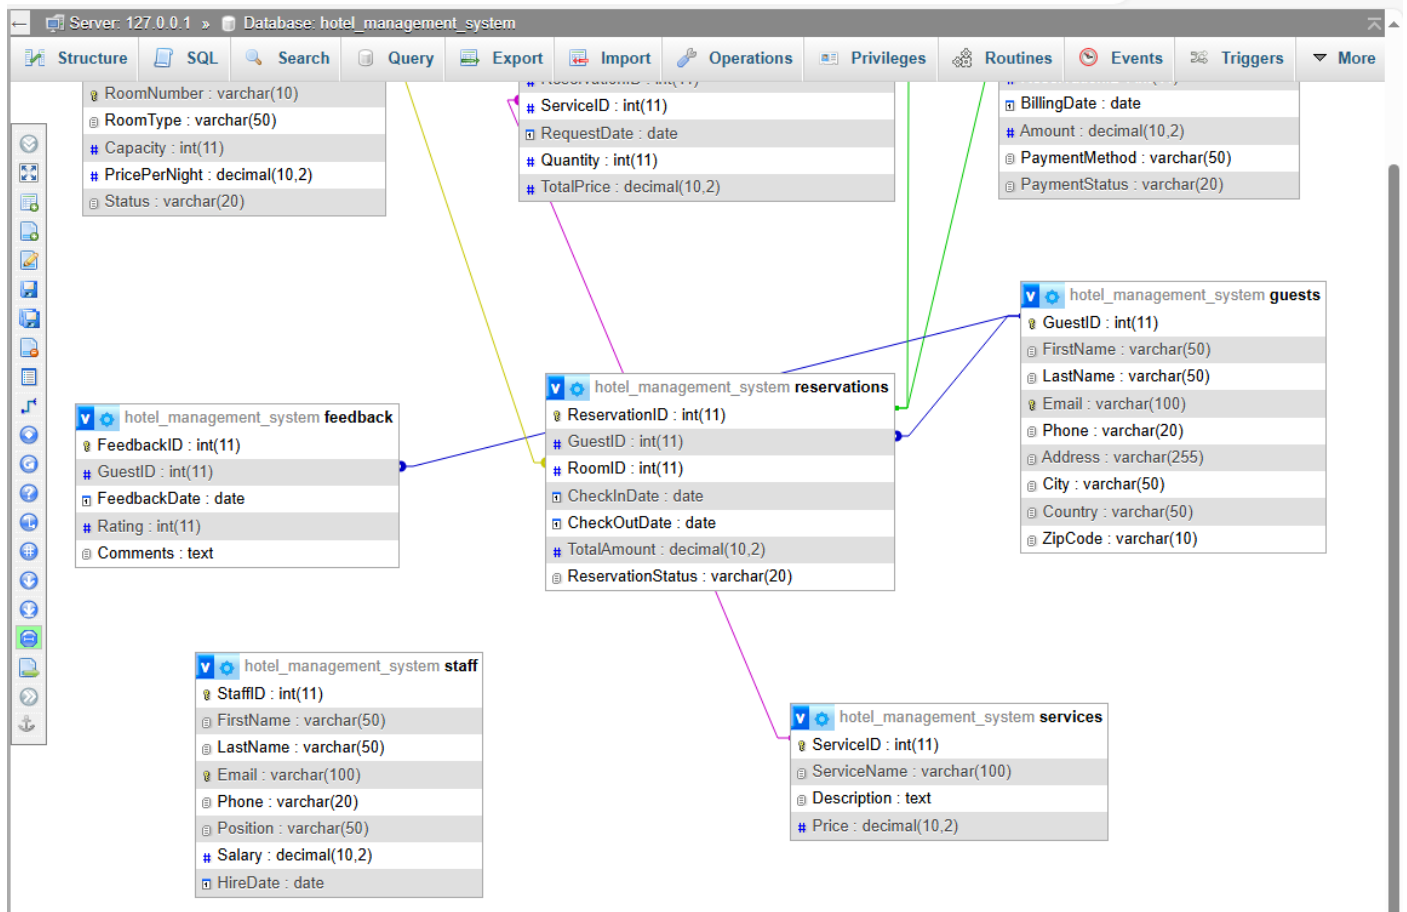 Server: 127.0.0.1 » Database: hotel_management_system
Structure SQL Search Query Export Import Operations Privileges Routines Events Triggers More
RoomNumber : varchar(10)
RoomType : varchar(50)
Capacity : int(11)
PricePerNight : decimal(10,2)
Status : varchar(20)
ReservationID : int(11)
ServiceID : int(11)
RequestDate : date
Quantity : int(11)
TotalPrice : decimal(10,2)
BillingDate : date
Amount : decimal(10,2)
PaymentMethod : varchar(50)
PaymentStatus : varchar(20)
hotel_management_system guests
GuestID : int(11)
FirstName : varchar(50)
LastName : varchar(50)
Email : varchar(100)
Phone : varchar(20)
Address : varchar(255)
City : varchar(50)
Country : varchar(50)
ZipCode : varchar(10)
hotel_management_system reservations
ReservationID : int(11)
GuestID : int(11)
RoomID : int(11)
CheckInDate : date
CheckOutDate : date
TotalAmount : decimal(10,2)
ReservationStatus : varchar(20)
hotel_management_system feedback
FeedbackID : int(11)
GuestID : int(11)
FeedbackDate : date
Rating : int(11)
Comments : text
hotel_management_system staff
StaffID : int(11)
FirstName : varchar(50)
LastName : varchar(50)
Email : varchar(100)
Phone : varchar(20)
Position : varchar(50)
Salary : decimal(10,2)
HireDate : date
hotel_management_system services
ServiceID : int(11)
ServiceName : varchar(100)
Description : text
Price : decimal(10,2)